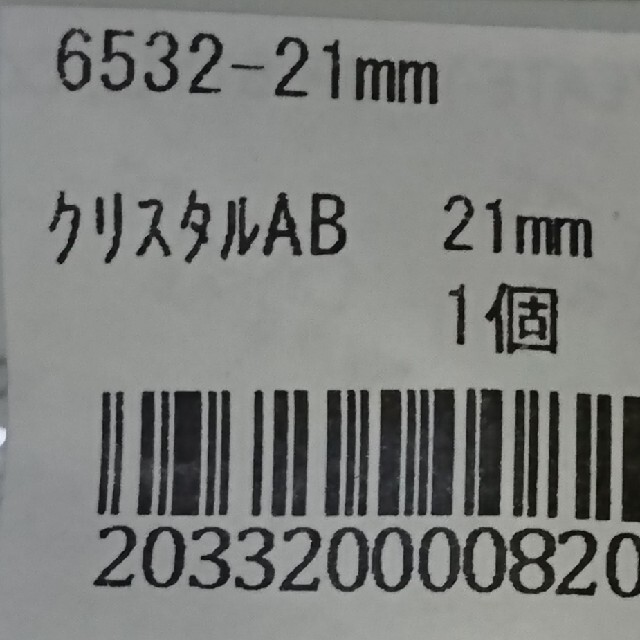 6532-21mm
ｸﾘｽﾀﾙAB 21mm
1個
203320000820